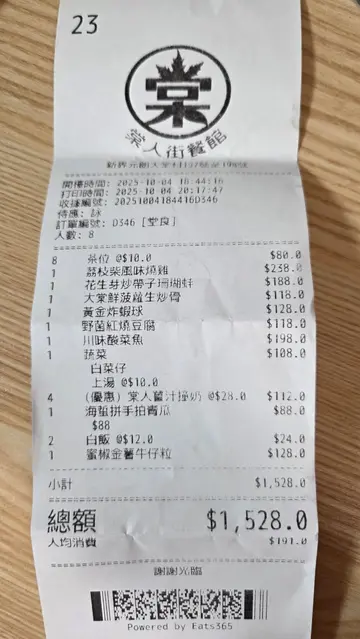 23
棠
棠人街餐館
開檯時間: 2025-10-04 18:44:16
打印時間: 2025-10-04 20:17:47
收據編號: 20251004184416D346
侍應: 詠
訂單編號: D346 [堂食]
人數: 8
8 茶位 @$10.0 $80.0
1 荔枝柴風味燒雞 $238.0
1 花生芽炒帶子珊瑚蚌 $188.0
1 大棠鮮菠蘿生炒骨 $118.0
1 黃金炸蝦球 $128.0
1 野菌紅燒豆腐 $118.0
1 川味酸菜魚 $198.0
1 蔬菜 $108.0
白菜仔
上湯 @$10.0
4 (優惠) 棠人薑汁撞奶 @$28.0 $112.0
1 海蜇拼手拍青瓜 $88.0
$88
2 白飯 @$12.0 $24.0
1 蜜椒金薯牛仔粒 $128.0
小計 $1,528.0
總額 $1,528.0
人均消費 $191.0
謝謝光臨
Powered by Eats365